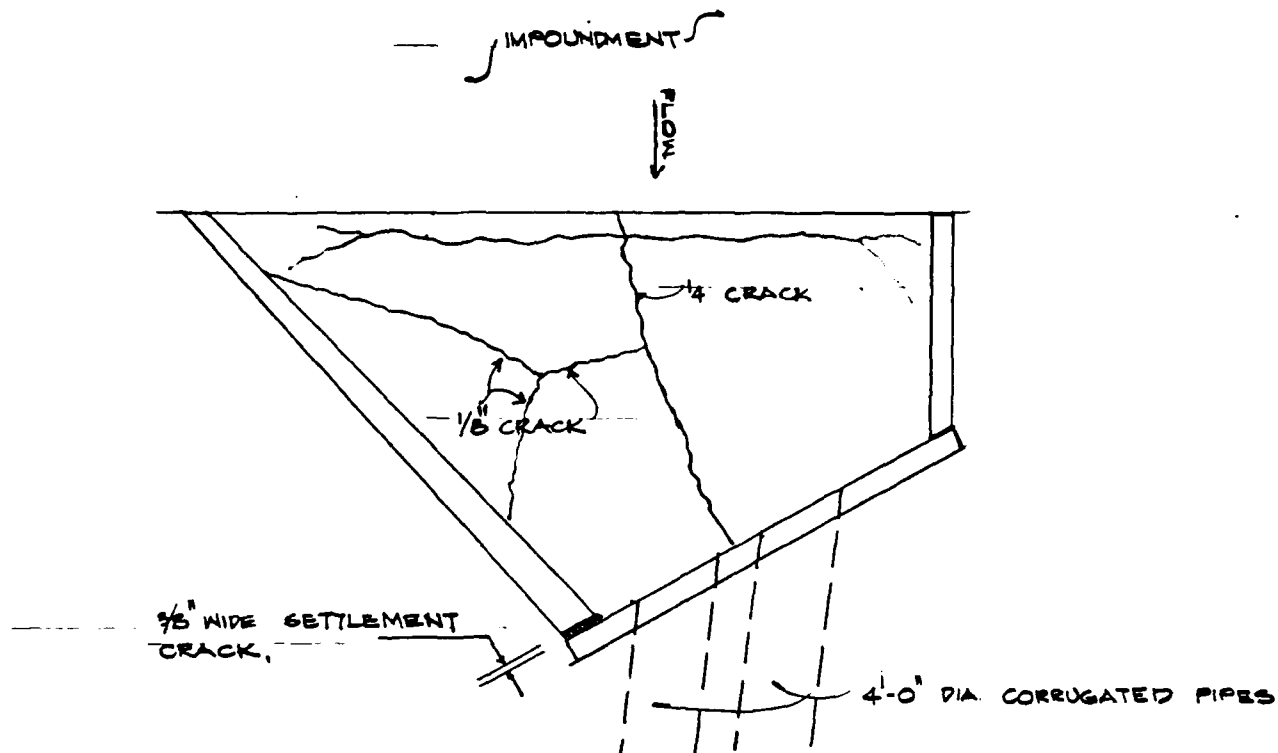 IMPOUNDMENT
FLOW
1/4 CRACK
1/8" CRACK
3/8" WIDE SETTLEMENT
CRACK.
4'-0" DIA. CORRUGATED PIPES